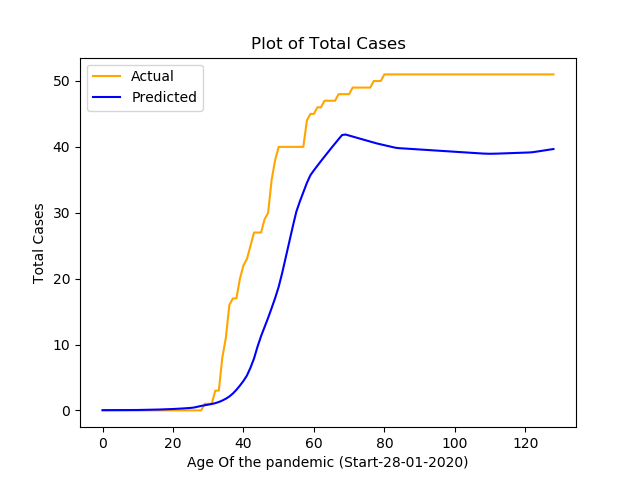 Plot of Total Cases
Actual
Predicted
50
40
30
20
10
0
Total Cases
0 20 40 60 80 100 120
Age Of the pandemic (Start-28-01-2020)